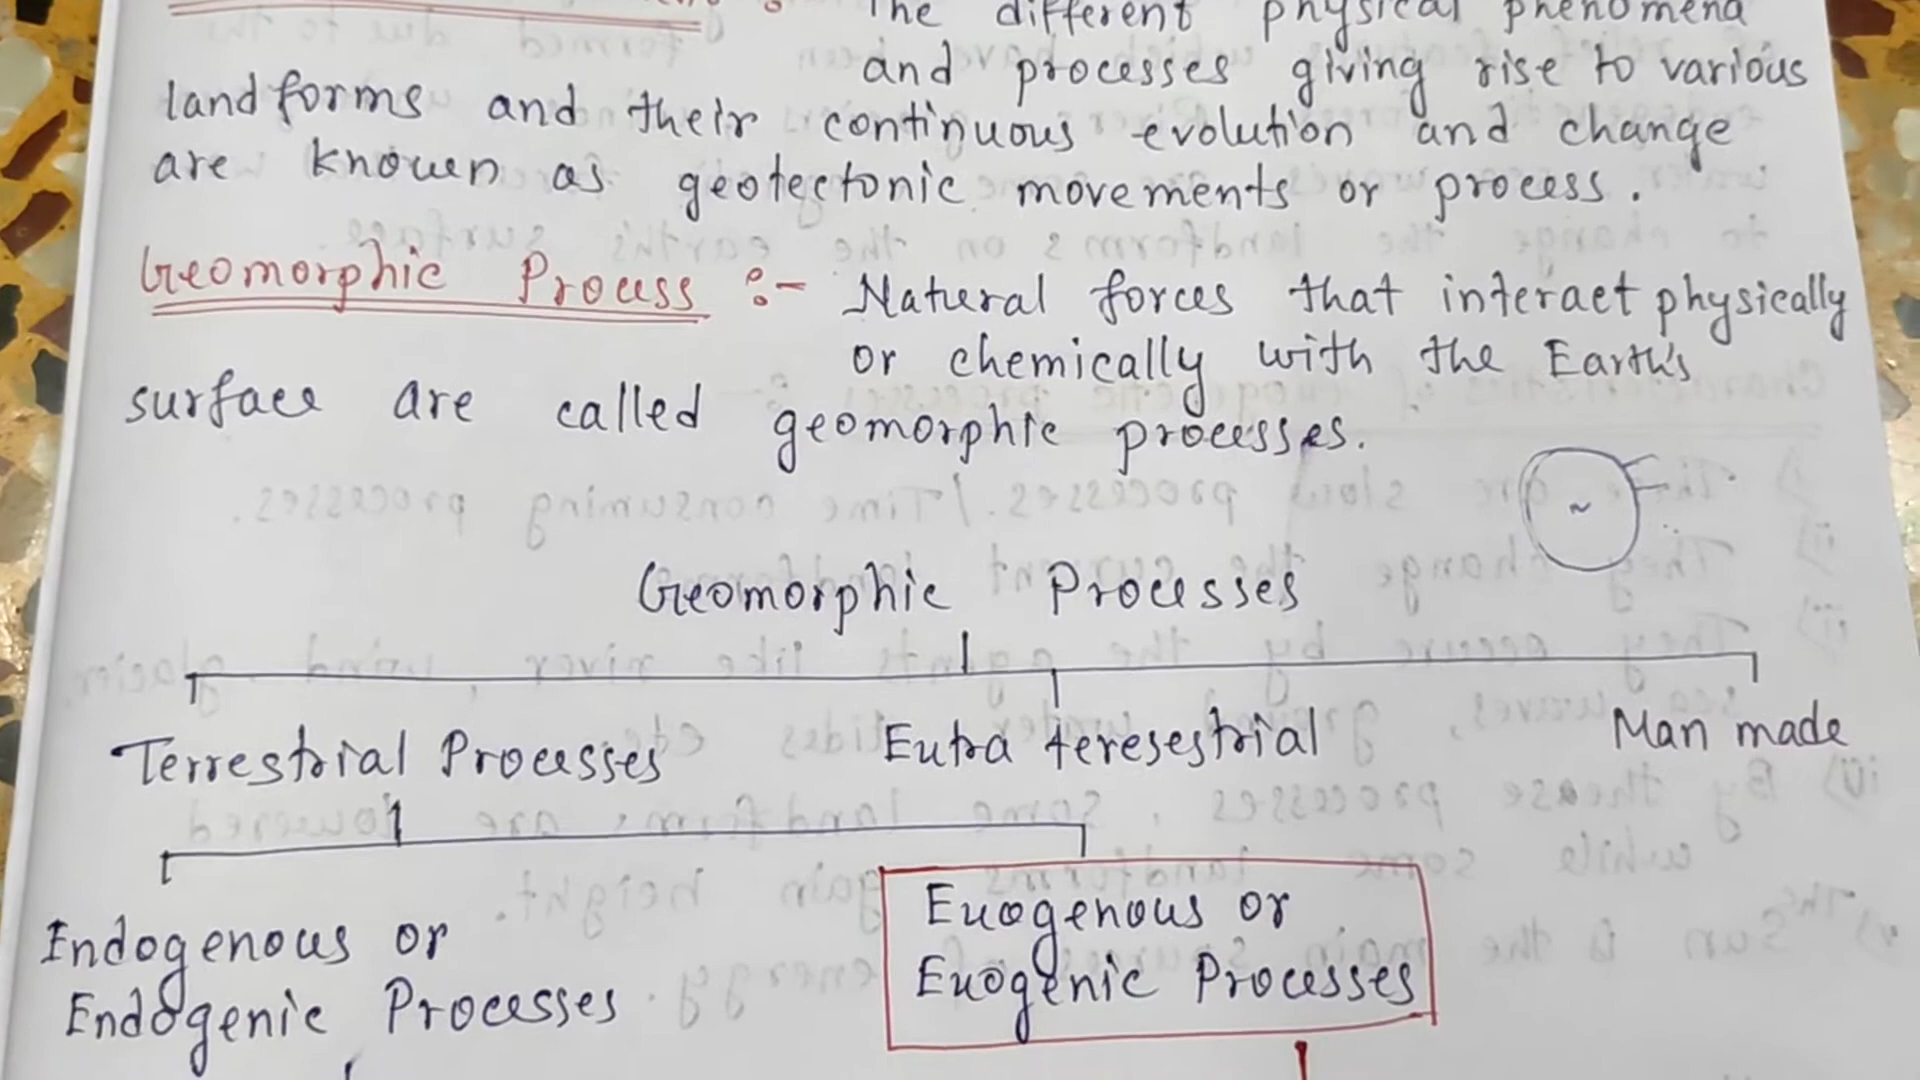 The different physical phenomena
and processes giving rise to various
landforms and their continuous evolution and change
are known as geotectonic movements or process.
Geomorphic Process :- Natural forces that interact physically
or chemically with the Earth's
surface are called geomorphic processes.
Geomorphic Processes
Terrestrial Processes Extra teresestrial Man made
Endogenous or
Endogenic Processes.
Exogenous or
Exogenic Processes